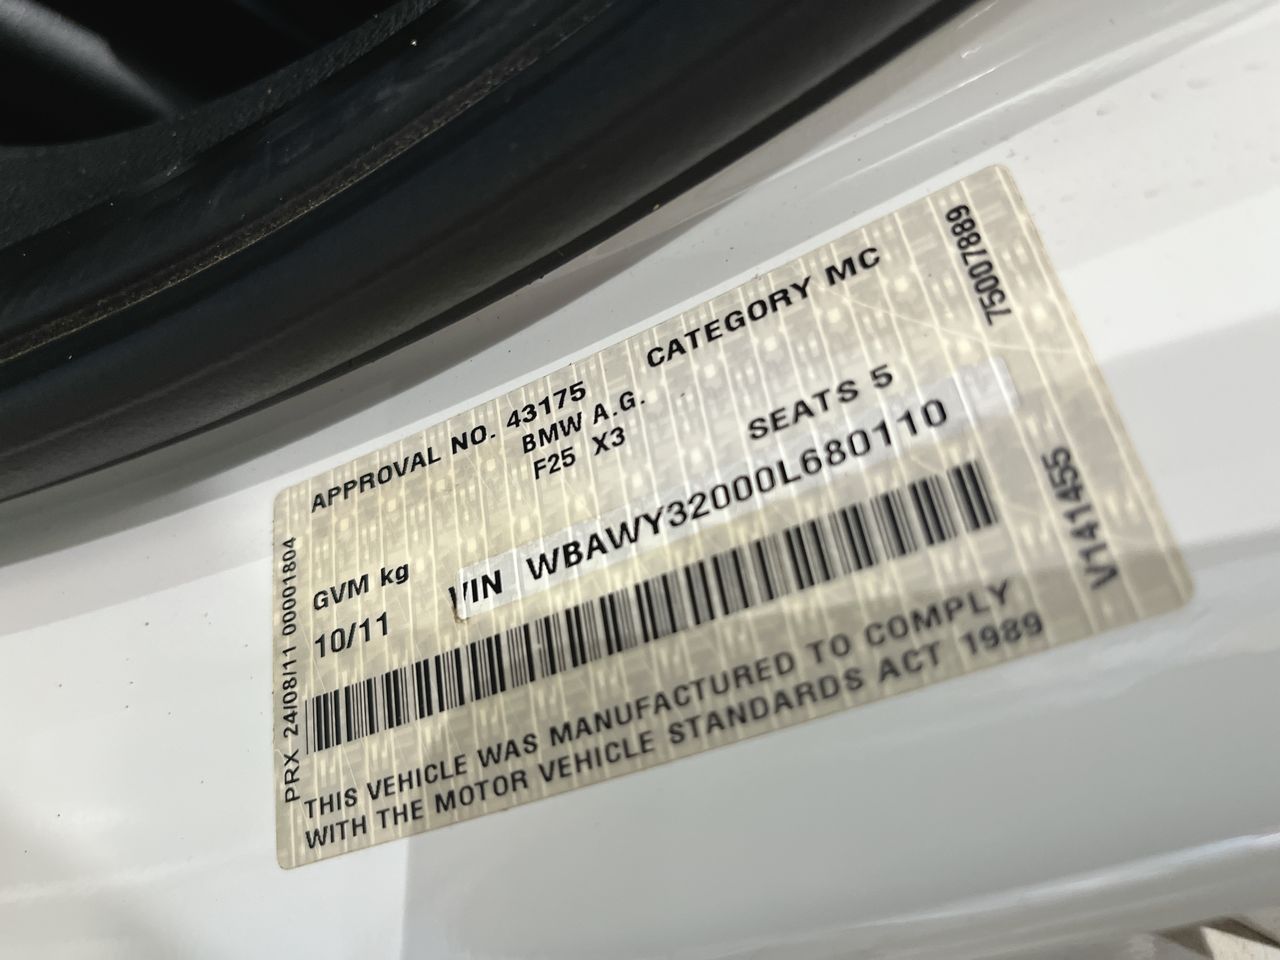 APPROVAL NO. 43175
CATEGORY MC
BMW A.G.
F25 X3
SEATS 5
GVM kg
10/11
VIN WBAWY32000L680110
THIS VEHICLE WAS MANUFACTURED TO COMPLY
WITH THE MOTOR VEHICLE STANDARDS ACT 1989
PRX 24/08/11 00001804
75007889
V141455